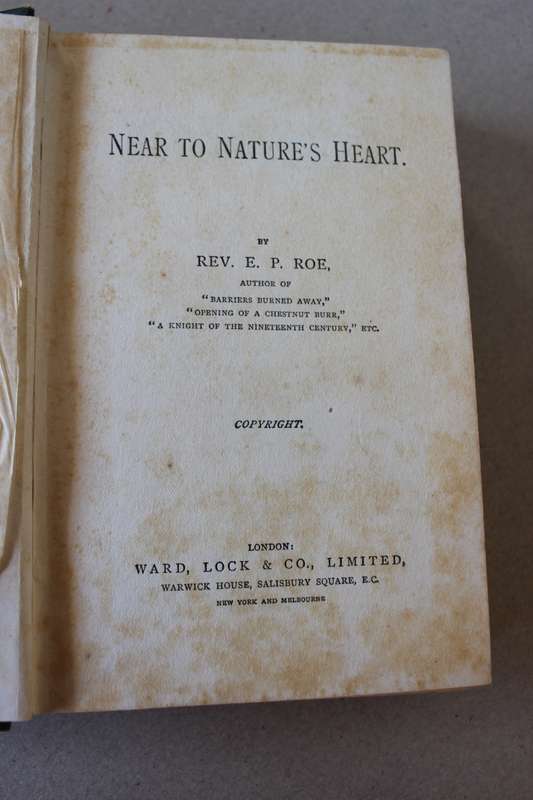 NEAR TO NATURE'S HEART.
BY
REV. E. P. ROE,
AUTHOR OF
"BARRIERS BURNED AWAY,"
"OPENING OF A CHESTNUT BURR,"
"A KNIGHT OF THE NINETEENTH CENTURY," ETC.
COPYRIGHT.
LONDON:
WARD, LOCK & CO., LIMITED,
WARWICK HOUSE, SALISBURY SQUARE, E.C.
NEW YORK AND MELBOURNE